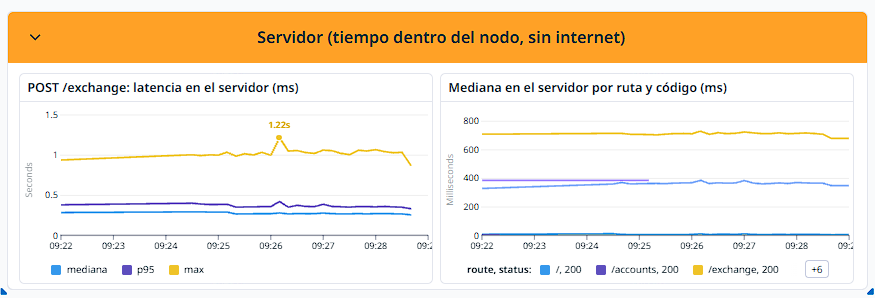 Servidor (tiempo dentro del nodo, sin internet)
POST /exchange: latencia en el servidor (ms)
1.5
1
0.5
0
Seconds
1.22s
09:22 09:23 09:24 09:25 09:26 09:27 09:28 09:2
mediana p95 max
Mediana en el servidor por ruta y código (ms)
800
600
400
200
0
Milliseconds
09:22 09:23 09:24 09:25 09:26 09:27 09:28 09:2
route, status: /, 200 /accounts, 200 /exchange, 200 +6